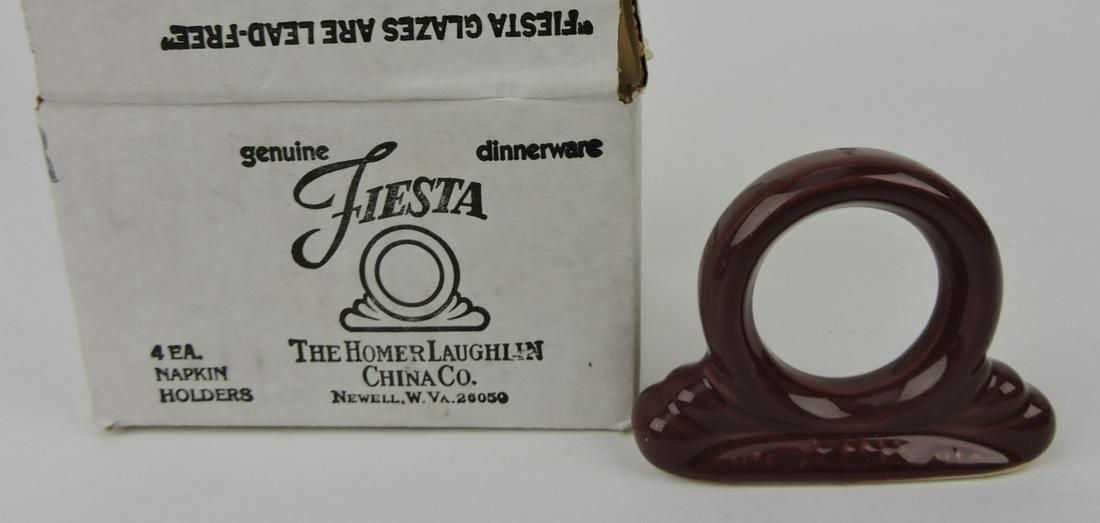 "FIESTA GLAZES ARE LEAD-FREE"
genuine dinnerware
FIESTA
THE HOMER LAUGHLIN
CHINA CO.
NEWELL, W. VA. 26050
4 EA.
NAPKIN
HOLDERS